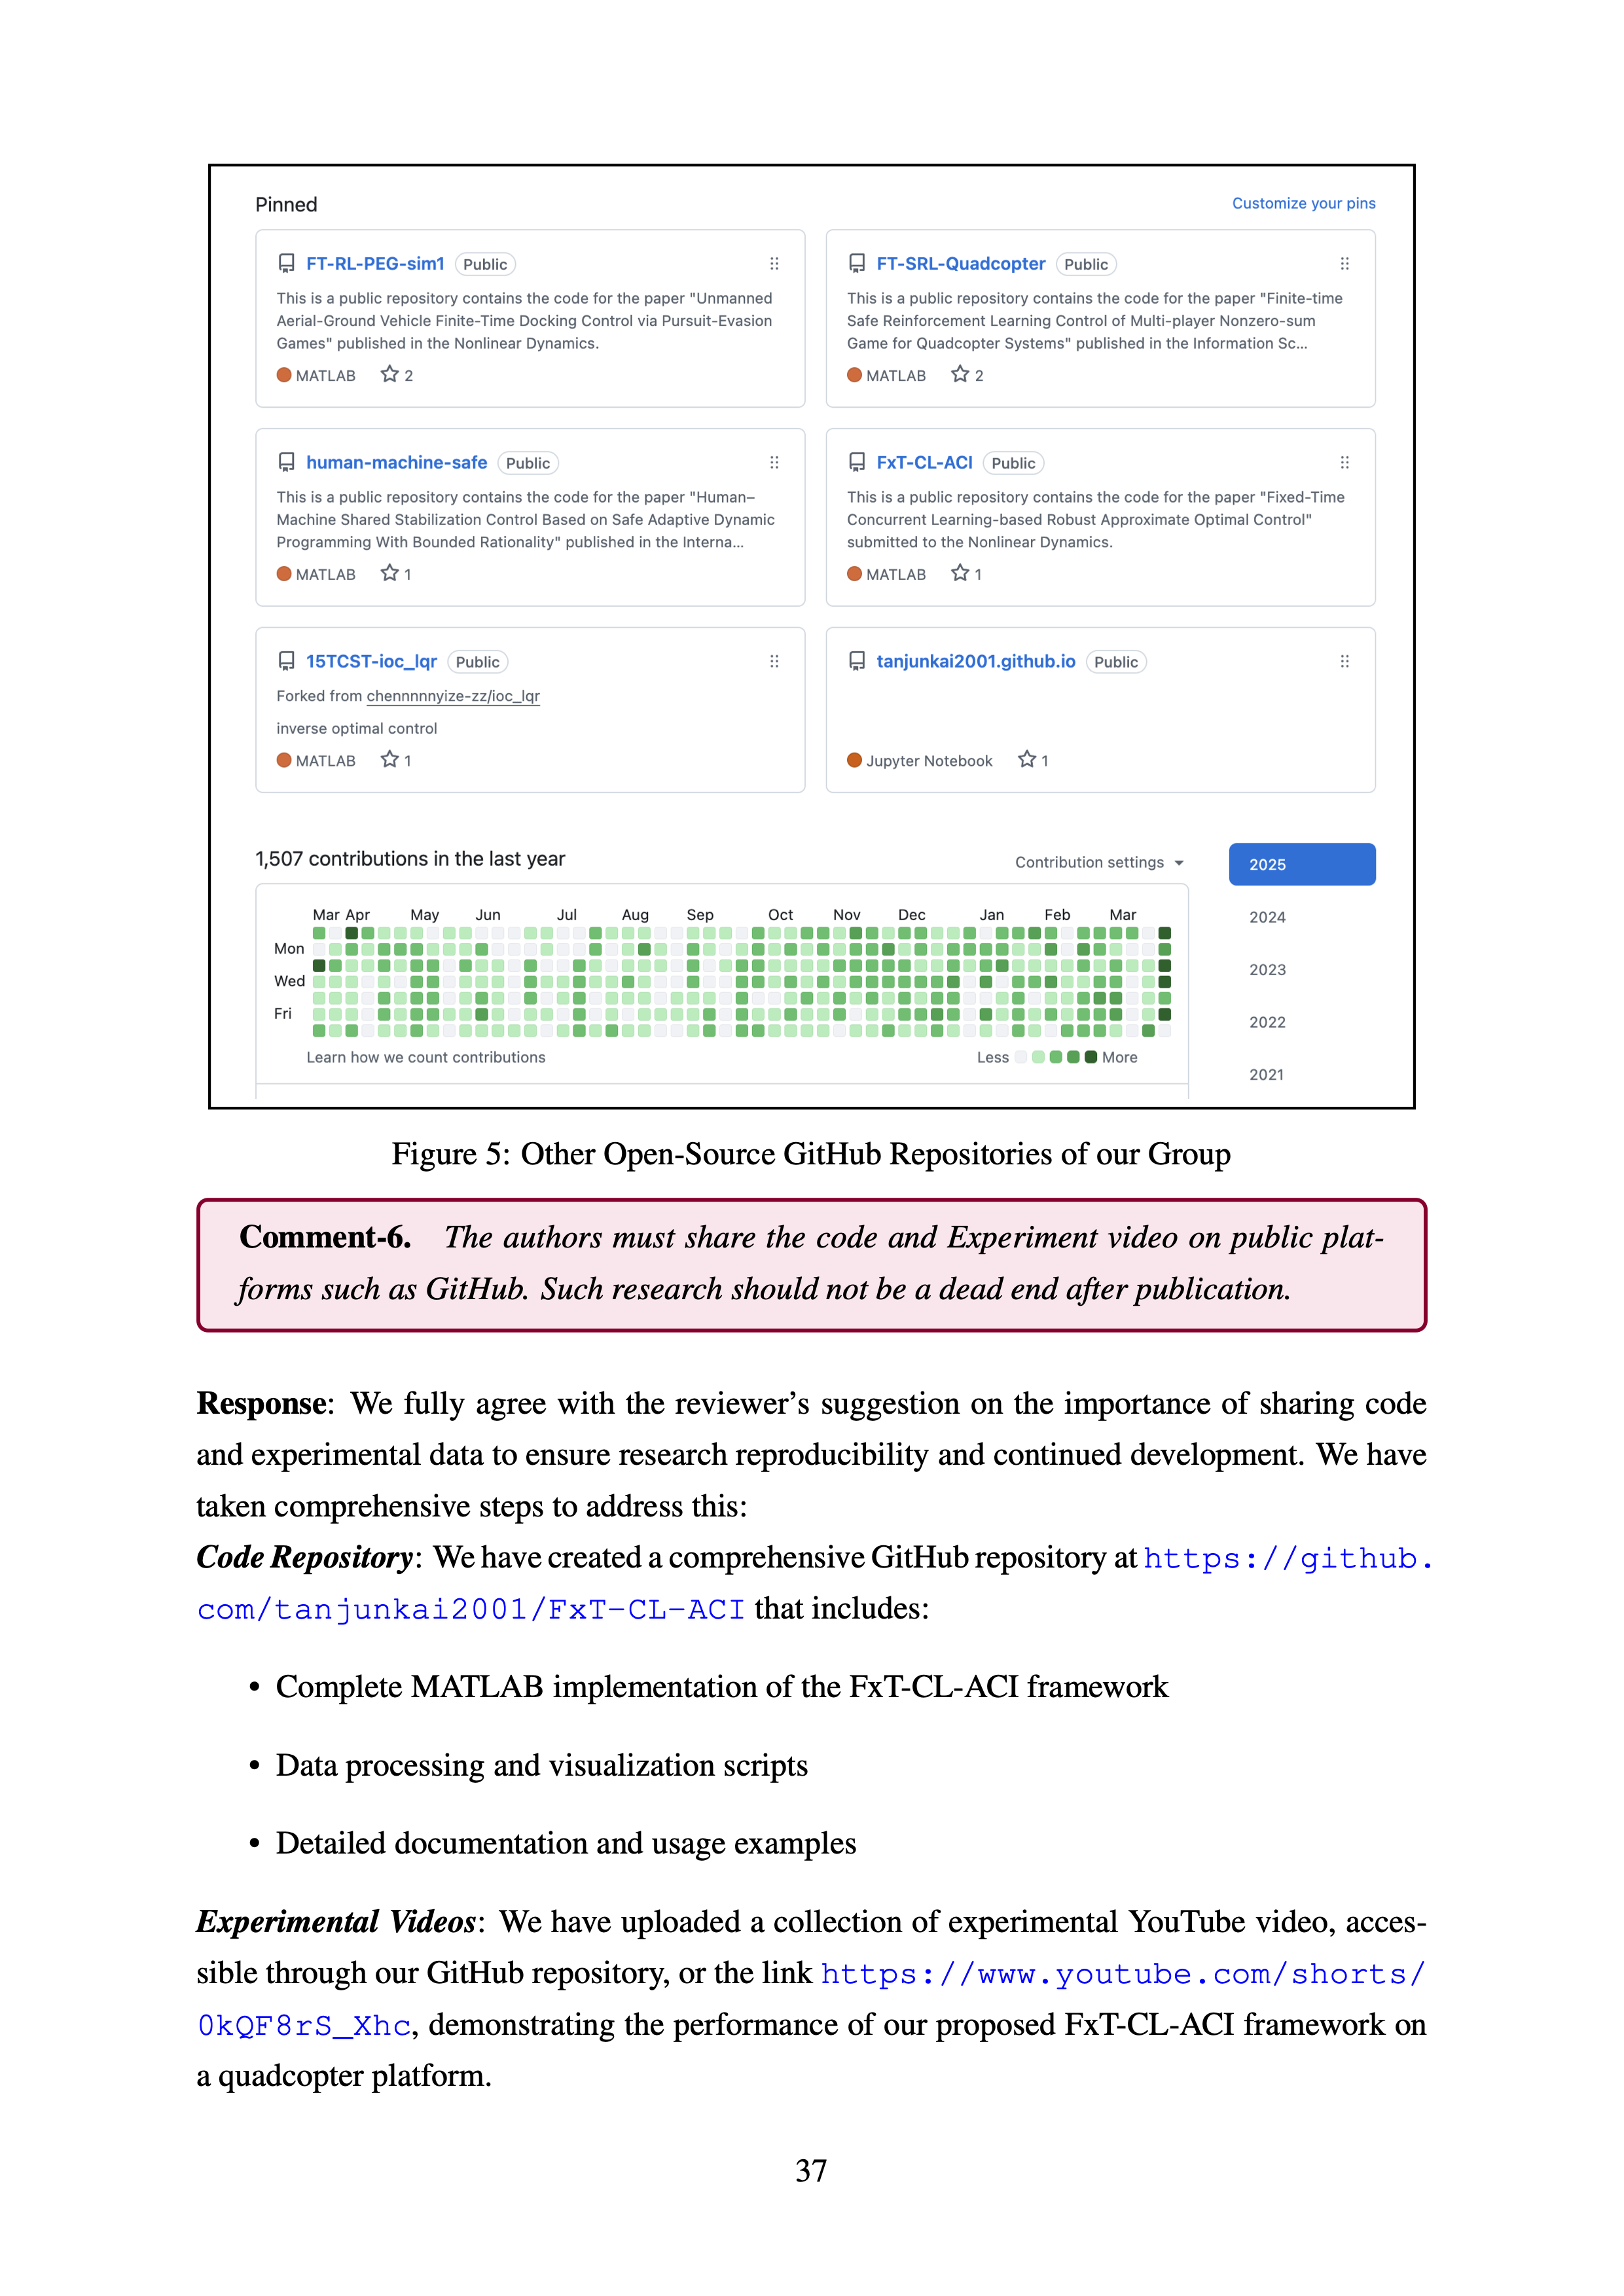 Pinned
Customize your pins
FT-RL-PEG-sim1 Public
This is a public repository contains the code for the paper "Unmanned
Aerial-Ground Vehicle Finite-Time Docking Control via Pursuit-Evasion
Games" published in the Nonlinear Dynamics.
MATLAB 2
FT-SRL-Quadcopter Public
This is a public repository contains the code for the paper "Finite-time
Safe Reinforcement Learning Control of Multi-player Nonzero-sum
Game for Quadcopter Systems" published in the Information Sc...
MATLAB 2
human-machine-safe Public
This is a public repository contains the code for the paper "Human–
Machine Shared Stabilization Control Based on Safe Adaptive Dynamic
Programming With Bounded Rationality" published in the Interna...
MATLAB 1
FxT-CL-ACI Public
This is a public repository contains the code for the paper "Fixed-Time
Concurrent Learning-based Robust Approximate Optimal Control"
submitted to the Nonlinear Dynamics.
MATLAB 1
15TCST-ioc_lqr Public
Forked from chennnnnyize-zz/ioc_lqr
inverse optimal control
MATLAB 1
tanjunkai2001.github.io Public
Jupyter Notebook 1
1,507 contributions in the last year
Contribution settings
Mar Apr May Jun Jul Aug Sep Oct Nov Dec Jan Feb Mar
Mon
Wed
Fri
Learn how we count contributions
Less More
2025
2024
2023
2022
2021
Figure 5: Other Open-Source GitHub Repositories of our Group
Comment-6. The authors must share the code and Experiment video on public plat-
forms such as GitHub. Such research should not be a dead end after publication.
Response: We fully agree with the reviewer’s suggestion on the importance of sharing code
and experimental data to ensure research reproducibility and continued development. We have
taken comprehensive steps to address this:
Code Repository: We have created a comprehensive GitHub repository at https://github.
com/tanjunkai2001/FxT-CL-ACI that includes:
• Complete MATLAB implementation of the FxT-CL-ACI framework
• Data processing and visualization scripts
• Detailed documentation and usage examples
Experimental Videos: We have uploaded a collection of experimental YouTube video, acces-
sible through our GitHub repository, or the link https://www.youtube.com/shorts/
0kQF8rS_Xhc, demonstrating the performance of our proposed FxT-CL-ACI framework on
a quadcopter platform.
37